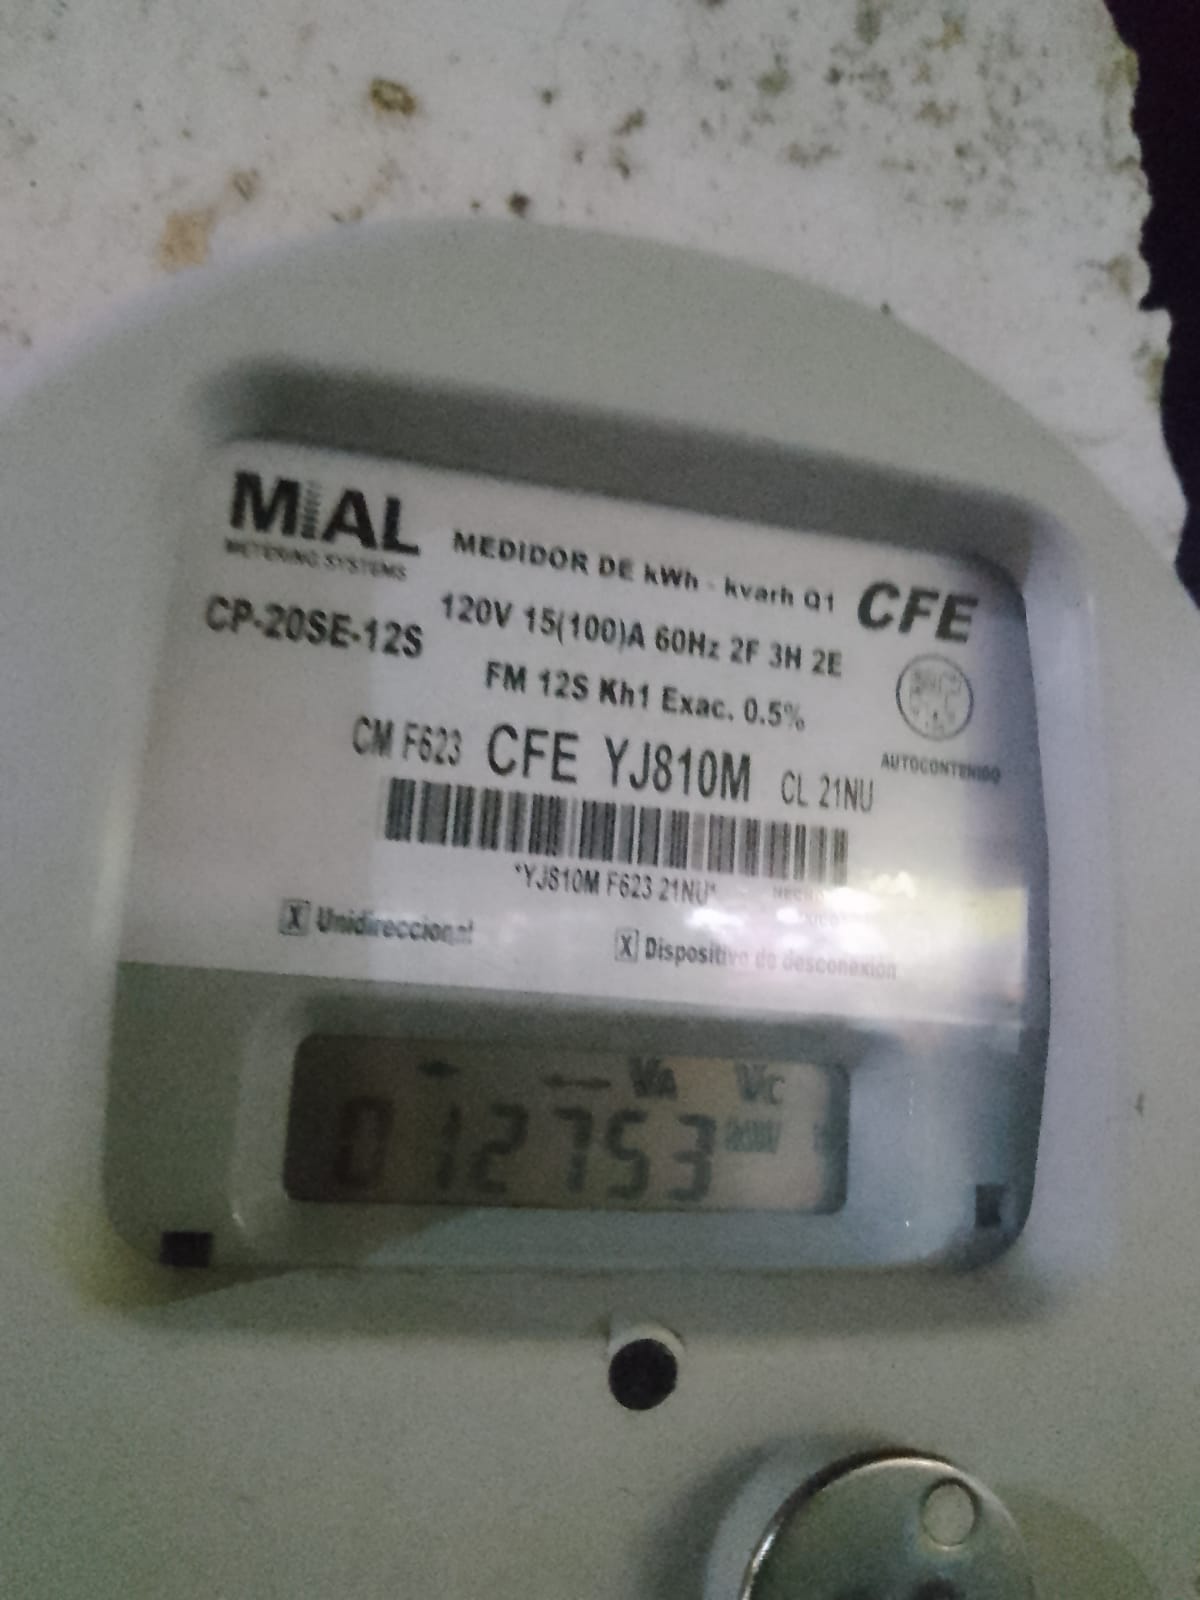 MIAL
METERING SYSTEMS
MEDIDOR DE kWh - kvarh Q1
CFE
CP-20SE-12S
120V 15(100)A 60Hz 2F 3H 2E
FM 12S Kh1 Exac. 0.5%
AUTOCONTENIDO
CM F623 CFE YJ810M CL 21NU
*YJ810M F623 21NU*
X Unidireccional
X Dispositivo de desconexión
VA VC
012753